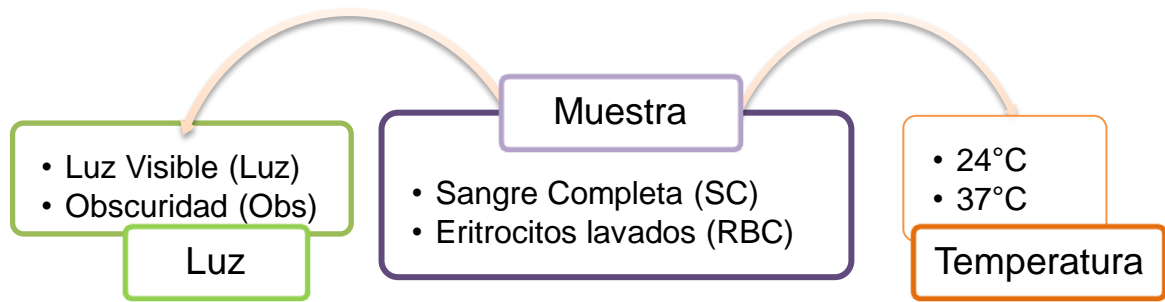 Muestra
• Sangre Completa (SC)
• Eritrocitos lavados (RBC)
• Luz Visible (Luz)
• Obscuridad (Obs)
Luz
• 24°C
• 37°C
Temperatura